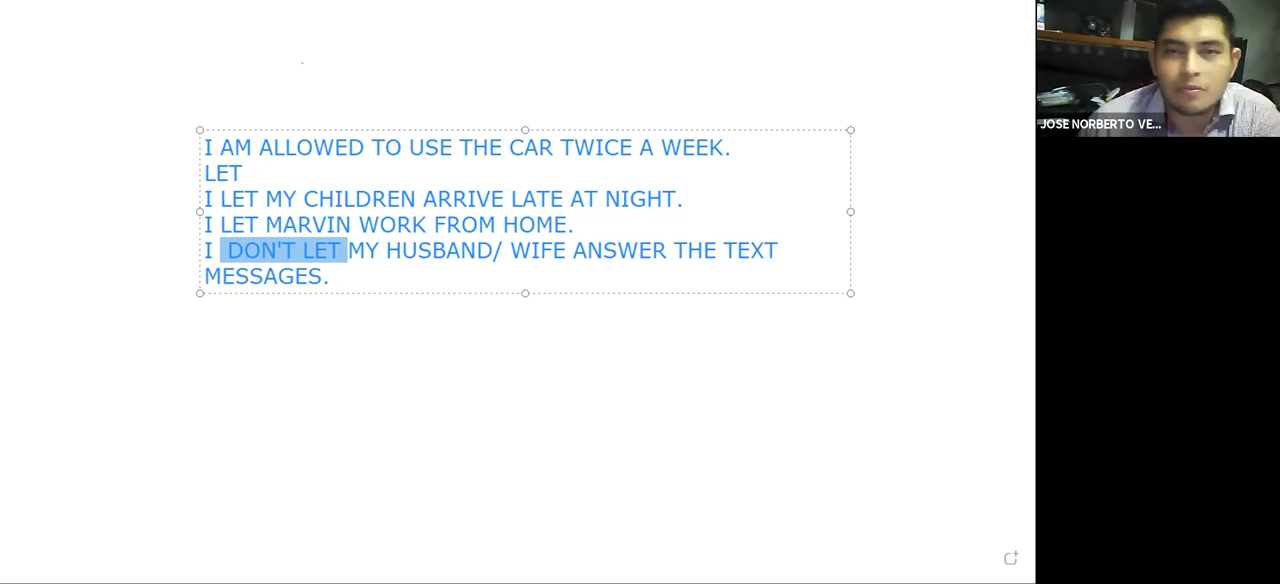 I AM ALLOWED TO USE THE CAR TWICE A WEEK.
LET
I LET MY CHILDREN ARRIVE LATE AT NIGHT.
I LET MARVIN WORK FROM HOME.
I DON'T LET MY HUSBAND/ WIFE ANSWER THE TEXT
MESSAGES.
JOSE NORBERTO VE...